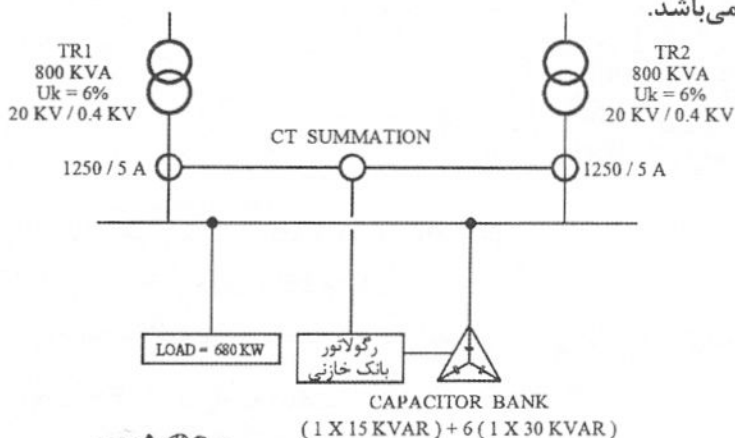 می‌باشد.
TR1
800 KVA
Uk = 6%
20 KV / 0.4 KV
TR2
800 KVA
Uk = 6%
20 KV / 0.4 KV
CT SUMMATION
1250 / 5 A
1250 / 5 A
LOAD = 680 KW
رگولاتور
بانک خازنی
CAPACITOR BANK
( 1 X 15 KVAR ) + 6 ( 1 X 30 KVAR )